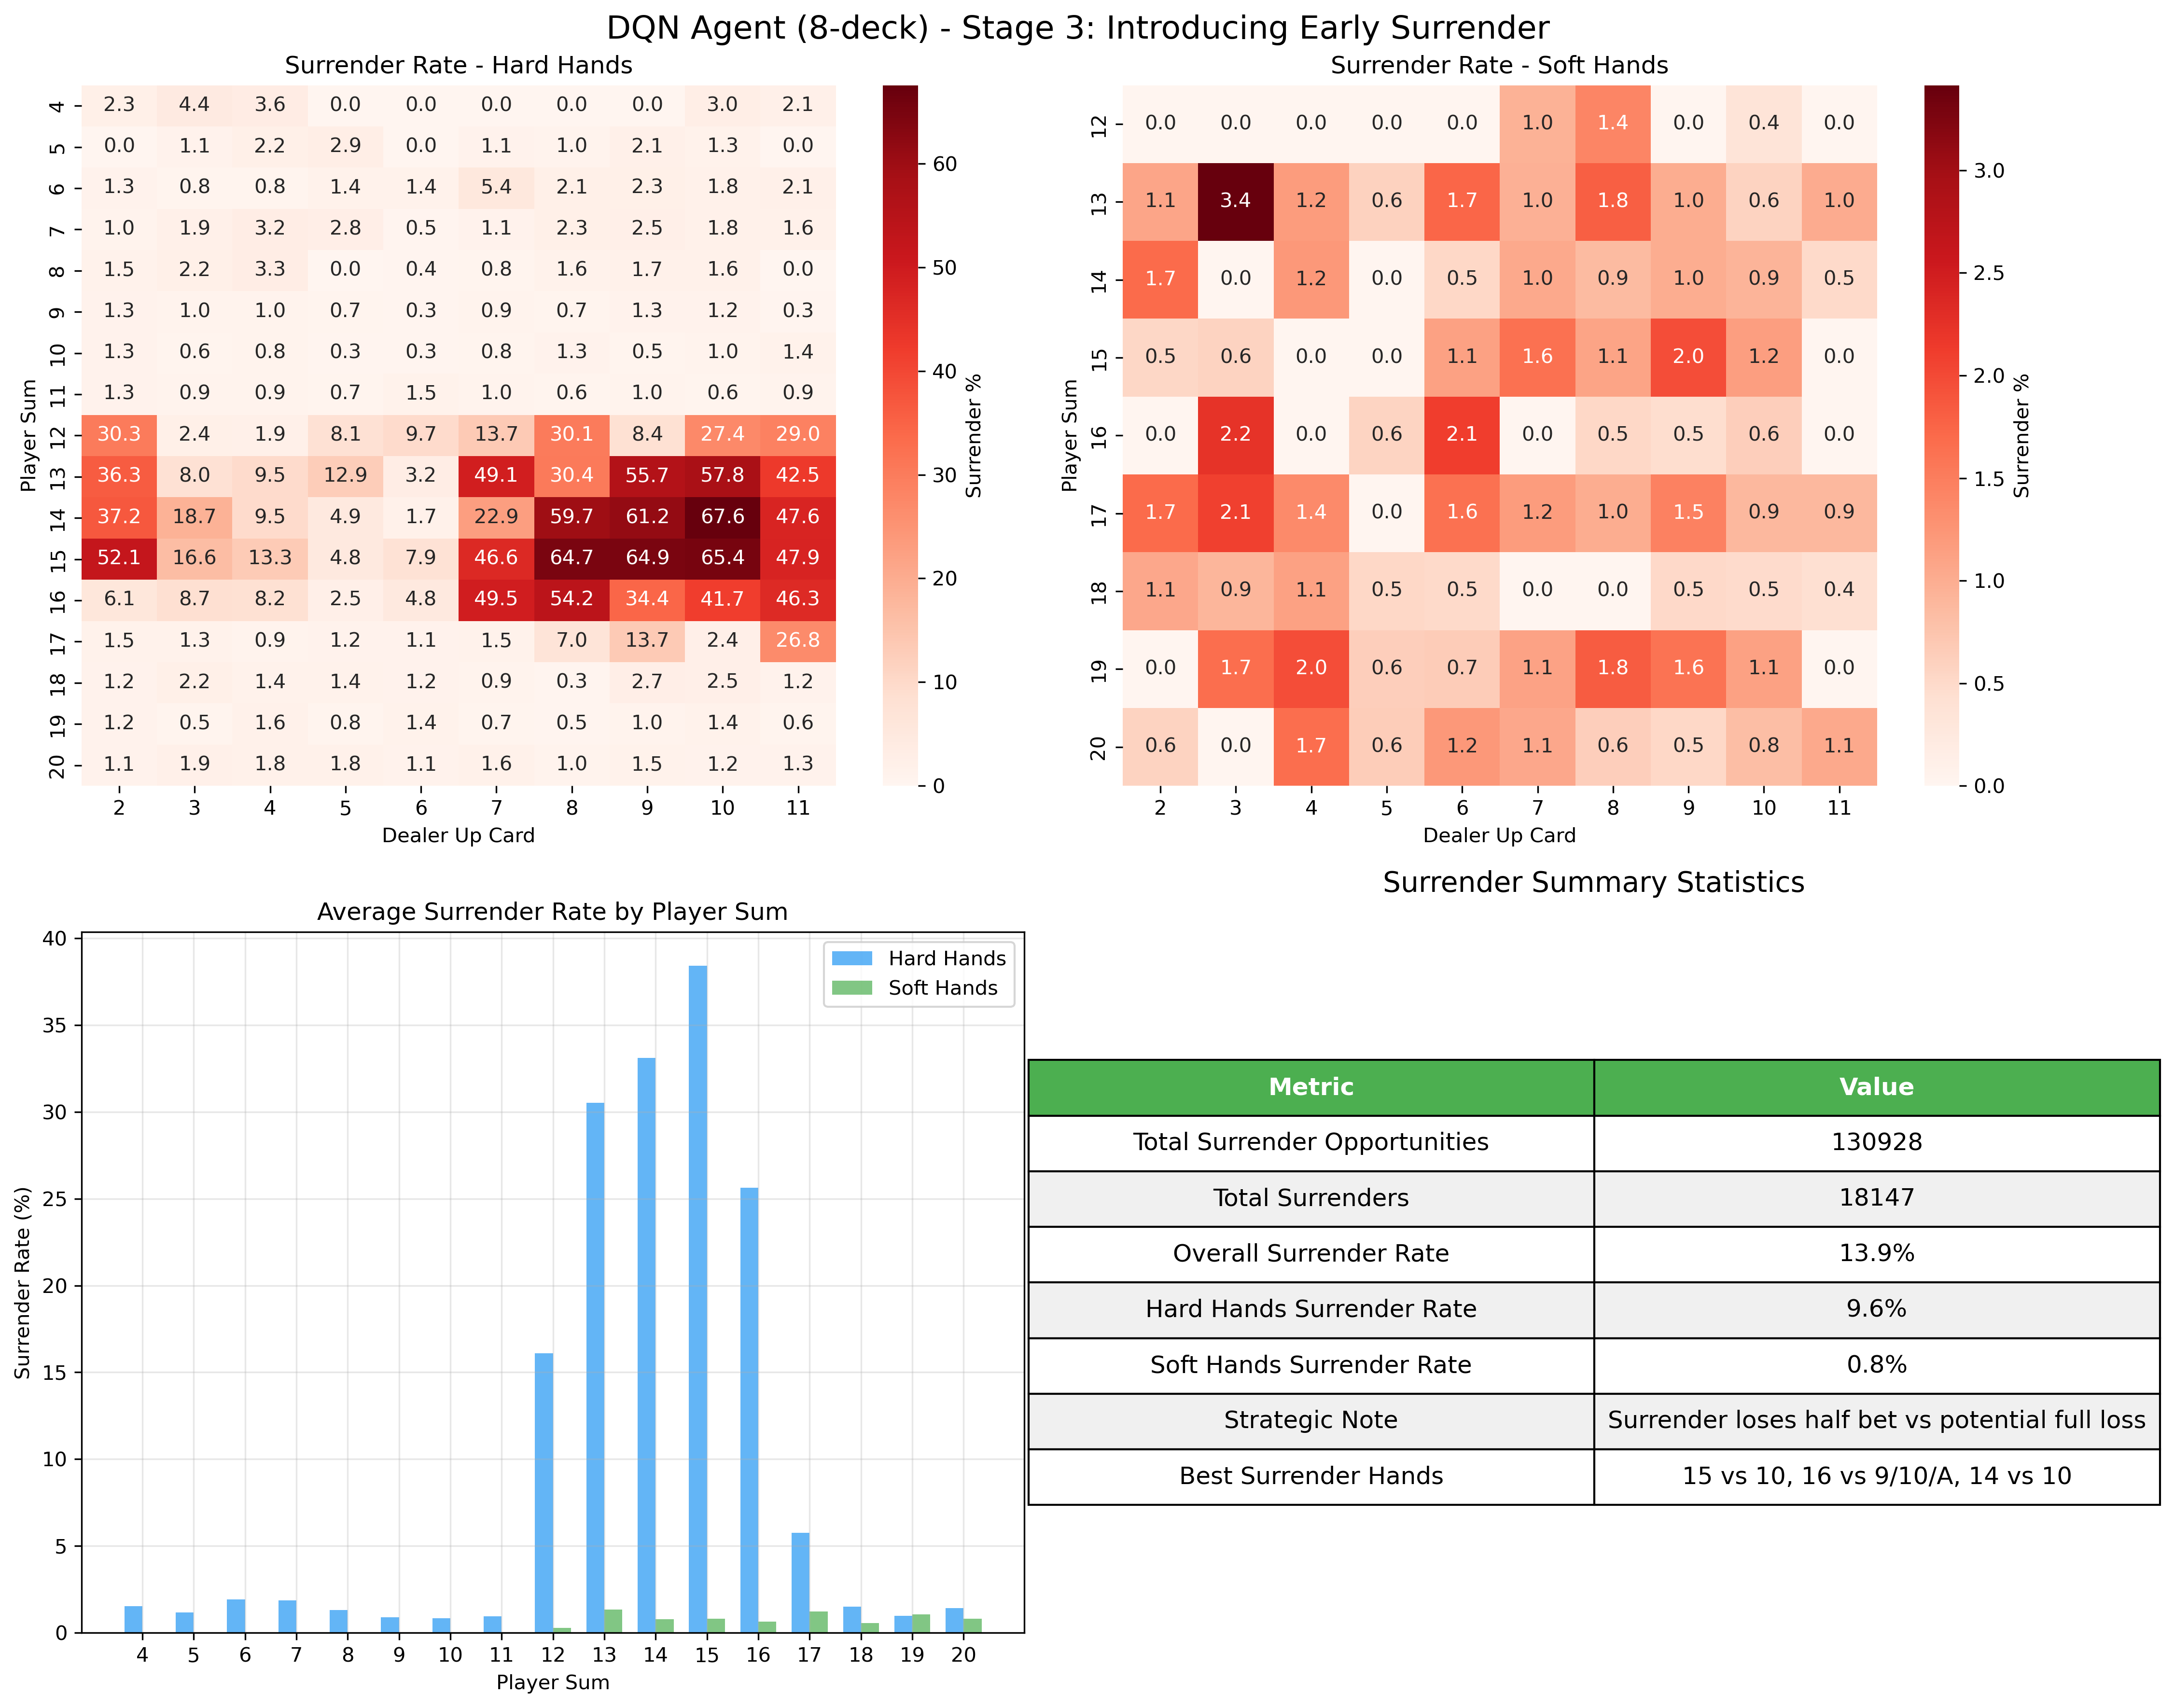 DQN Agent (8-deck) - Stage 3: Introducing Early Surrender
Surrender Rate - Hard Hands
Player Sum
4 2.3 4.4 3.6 0.0 0.0 0.0 0.0 0.0 3.0 2.1
5 0.0 1.1 2.2 2.9 0.0 1.1 1.0 2.1 1.3 0.0
6 1.3 0.8 0.8 1.4 1.4 5.4 2.1 2.3 1.8 2.1
7 1.0 1.9 3.2 2.8 0.5 1.1 2.3 2.5 1.8 1.6
8 1.5 2.2 3.3 0.0 0.4 0.8 1.6 1.7 1.6 0.0
9 1.3 1.0 1.0 0.7 0.3 0.9 0.7 1.3 1.2 0.3
10 1.3 0.6 0.8 0.3 0.3 0.8 1.3 0.5 1.0 1.4
11 1.3 0.9 0.9 0.7 1.5 1.0 0.6 1.0 0.6 0.9
12 30.3 2.4 1.9 8.1 9.7 13.7 30.1 8.4 27.4 29.0
13 36.3 8.0 9.5 12.9 3.2 49.1 30.4 55.7 57.8 42.5
14 37.2 18.7 9.5 4.9 1.7 22.9 59.7 61.2 67.6 47.6
15 52.1 16.6 13.3 4.8 7.9 46.6 64.7 64.9 65.4 47.9
16 6.1 8.7 8.2 2.5 4.8 49.5 54.2 34.4 41.7 46.3
17 1.5 1.3 0.9 1.2 1.1 1.5 7.0 13.7 2.4 26.8
18 1.2 2.2 1.4 1.4 1.2 0.9 0.3 2.7 2.5 1.2
19 1.2 0.5 1.6 0.8 1.4 0.7 0.5 1.0 1.4 0.6
20 1.1 1.9 1.8 1.8 1.1 1.6 1.0 1.5 1.2 1.3
2 3 4 5 6 7 8 9 10 11
Dealer Up Card
60
50
40
30
20
10
0
Surrender %
Surrender Rate - Soft Hands
Player Sum
12 0.0 0.0 0.0 0.0 0.0 1.0 1.4 0.0 0.4 0.0
13 1.1 3.4 1.2 0.6 1.7 1.0 1.8 1.0 0.6 1.0
14 1.7 0.0 1.2 0.0 0.5 1.0 0.9 1.0 0.9 0.5
15 0.5 0.6 0.0 0.0 1.1 1.6 1.1 2.0 1.2 0.0
16 0.0 2.2 0.0 0.6 2.1 0.0 0.5 0.5 0.6 0.0
17 1.7 2.1 1.4 0.0 1.6 1.2 1.0 1.5 0.9 0.9
18 1.1 0.9 1.1 0.5 0.5 0.0 0.0 0.5 0.5 0.4
19 0.0 1.7 2.0 0.6 0.7 1.1 1.8 1.6 1.1 0.0
20 0.6 0.0 1.7 0.6 1.2 1.1 0.6 0.5 0.8 1.1
2 3 4 5 6 7 8 9 10 11
Dealer Up Card
3.0
2.5
2.0
1.5
1.0
0.5
0.0
Surrender %
Average Surrender Rate by Player Sum
Surrender Rate (%)
40
35
30
25
20
15
10
5
0
Hard Hands
Soft Hands
4 5 6 7 8 9 10 11 12 13 14 15 16 17 18 19 20
Player Sum
Surrender Summary Statistics
Metric Value
Total Surrender Opportunities 130928
Total Surrenders 18147
Overall Surrender Rate 13.9%
Hard Hands Surrender Rate 9.6%
Soft Hands Surrender Rate 0.8%
Strategic Note Surrender loses half bet vs potential full loss
Best Surrender Hands 15 vs 10, 16 vs 9/10/A, 14 vs 10